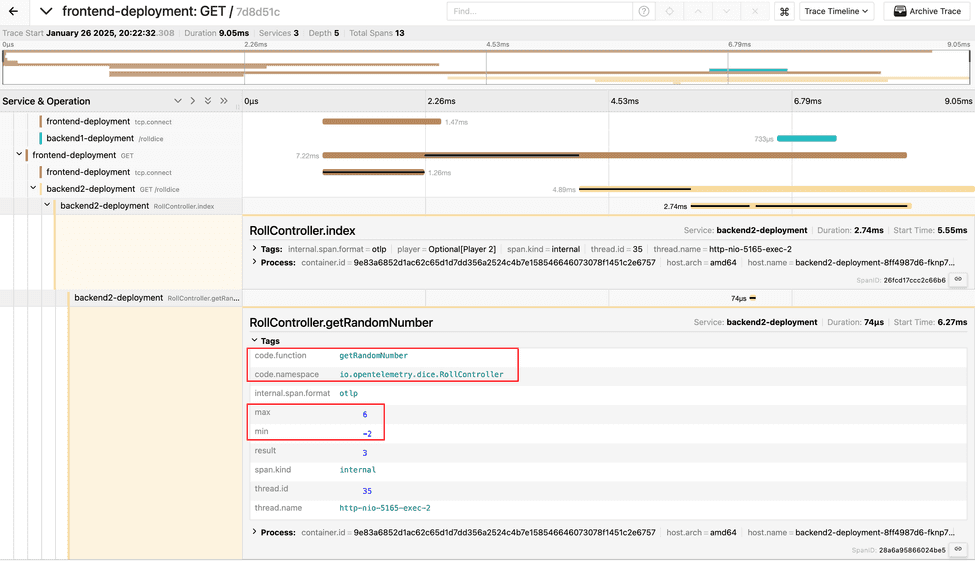 frontend-deployment: GET / 7d8d51c
Find...
Trace Timeline
Archive Trace
Trace Start January 26 2025, 20:22:32.308 Duration 9.05ms Services 3 Depth 5 Total Spans 13
0µs 2.26ms 4.53ms 6.79ms 9.05ms
Service & Operation 0µs 2.26ms 4.53ms 6.79ms 9.05ms
frontend-deployment tcp.connect 1.47ms
backend1-deployment /rolldice 733µs
frontend-deployment GET 7.22ms
frontend-deployment tcp.connect 1.26ms
backend2-deployment GET /rolldice 4.89ms
backend2-deployment RollController.index 2.74ms
RollController.index Service: backend2-deployment Duration: 2.74ms Start Time: 5.55ms
Tags: internal.span.format = otlp player = Optional[Player 2] span.kind = internal thread.id = 35 thread.name = http-nio-5165-exec-2
Process: container.id = 9e83a6852d1ac62c65d1d7dd356a2524c4b7e158546646073078f1451c2e6757 host.arch = amd64 host.name = backend2-deployment-8ff4987d6-fknp7...
SpanID: 26fcd17ccc2c66b6
backend2-deployment RollController.getRan... 74µs
RollController.getRandomNumber Service: backend2-deployment Duration: 74µs Start Time: 6.27ms
Tags
code.function getRandomNumber
code.namespace io.opentelemetry.dice.RollController
internal.span.format otlp
max 6
min -2
result 3
span.kind internal
thread.id 35
thread.name http-nio-5165-exec-2
Process: container.id = 9e83a6852d1ac62c65d1d7dd356a2524c4b7e158546646073078f1451c2e6757 host.arch = amd64 host.name = backend2-deployment-8ff4987d6-fknp7...
SpanID: 28a6a95866024be5